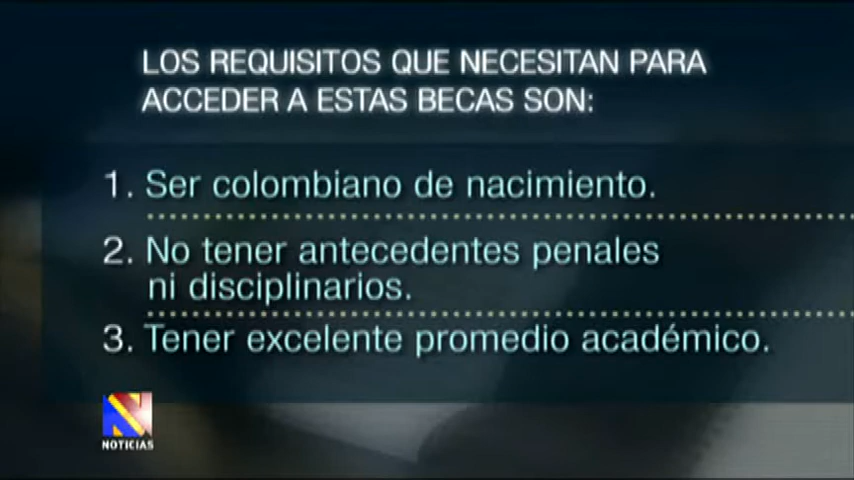 LOS REQUISITOS QUE NECESITAN PARA
ACCEDER A ESTAS BECAS SON:
1. Ser colombiano de nacimiento.
2. No tener antecedentes penales
ni disciplinarios.
3. Tener excelente promedio académico.
N
NOTICIAS